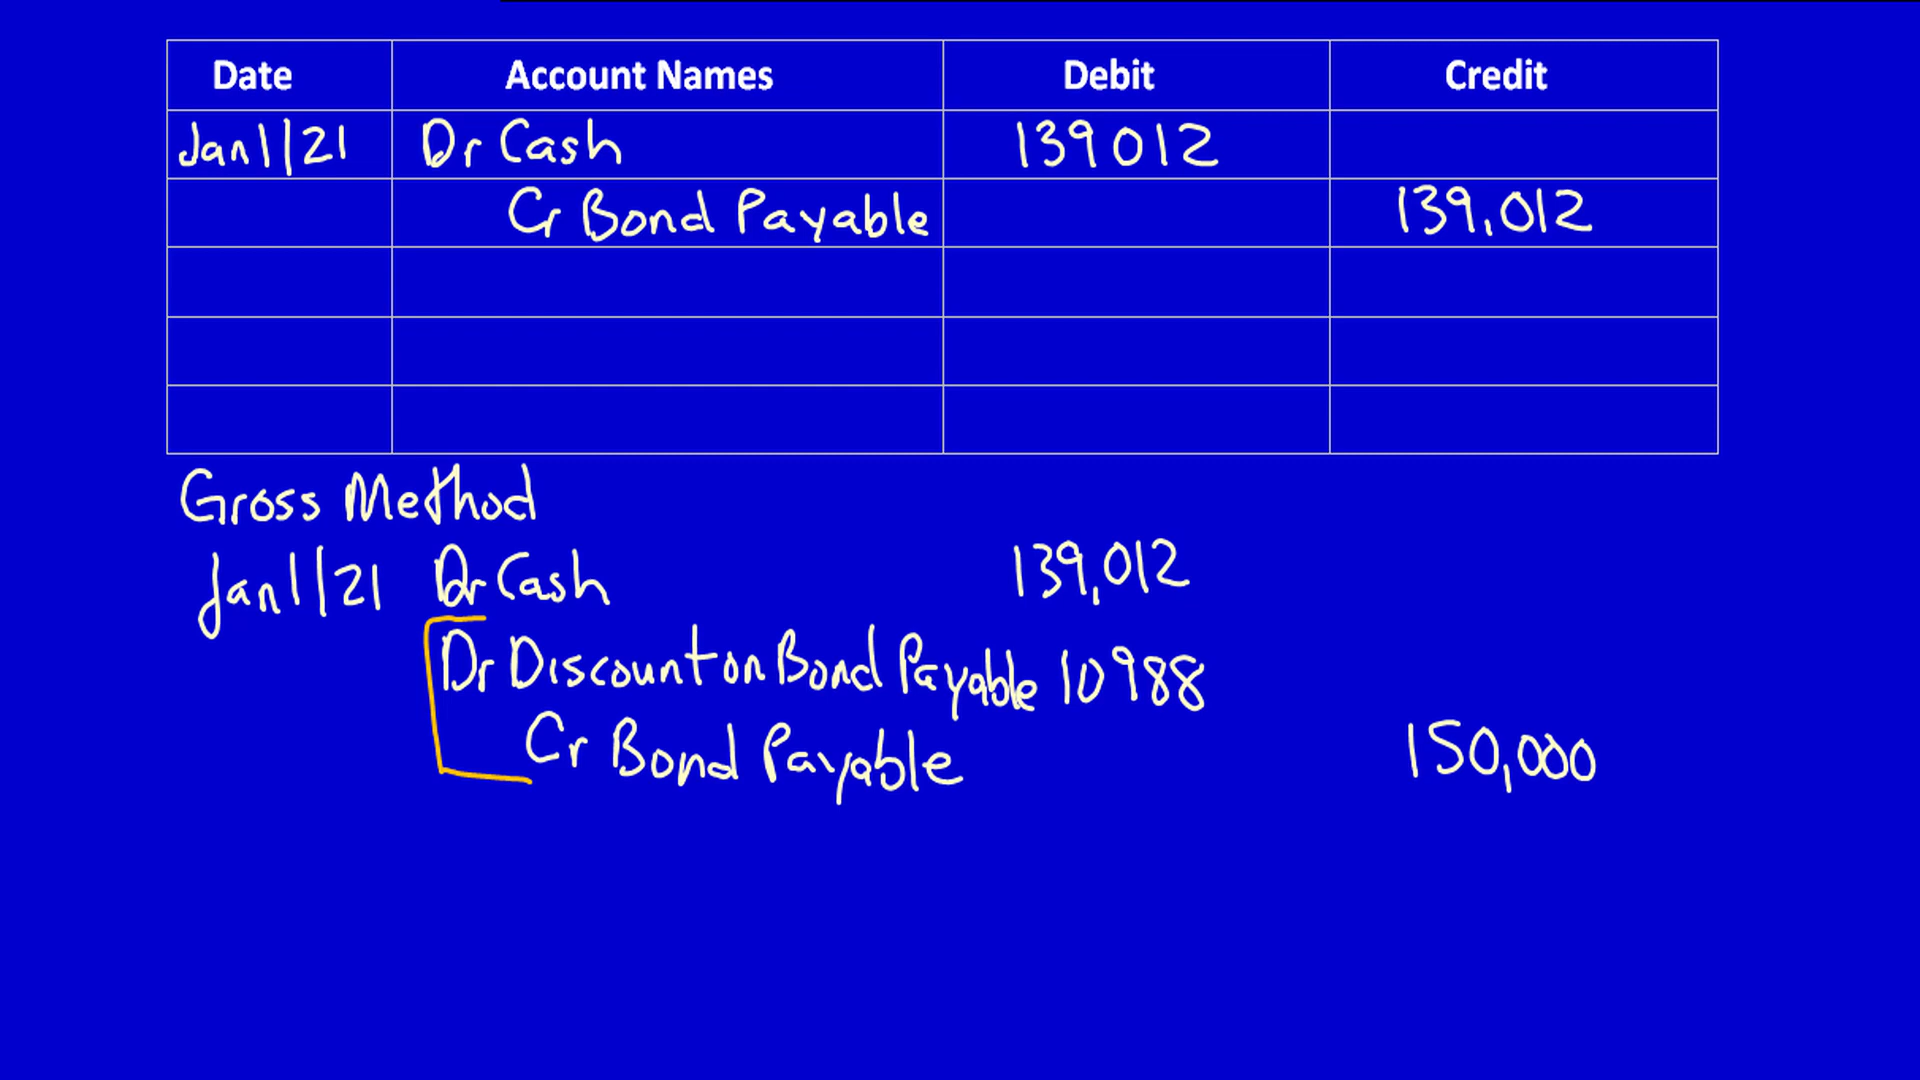 Date Account Names Debit Credit
Jan 1/21 Dr Cash 139012
Cr Bond Payable 139,012
Gross Method
Jan 1/21 Dr Cash 139,012
Dr Discount on Bond Payable 10988
Cr Bond Payable 150,000